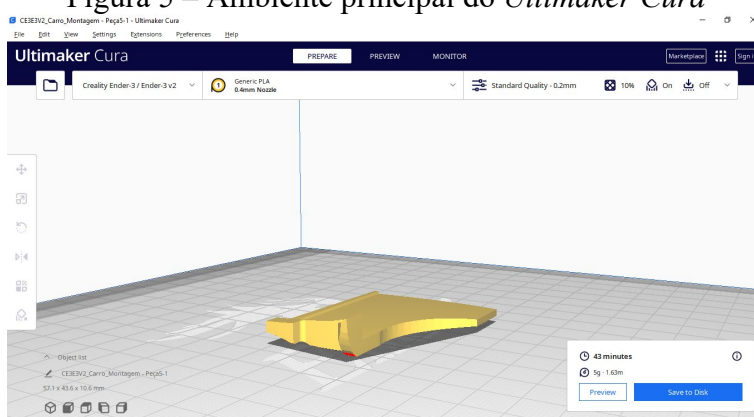 Figura 5 – Ambiente principal do Ultimaker Cura
CE3E3V2_Carro_Montagem - Peça5-1 - Ultimaker Cura
File Edit View Settings Extensions Preferences Help
Ultimaker Cura PREPARE PREVIEW MONITOR Marketplace Sign i
Creality Ender-3 / Ender-3 v2 1 Generic PLA
0.4mm Nozzle
Standard Quality - 0.2mm 10% On Off
Object list
CE3E3V2_Carro_Montagem - Peça5-1
57.1 x 43.6 x 10.6 mm
43 minutes
5g · 1.63m
Preview Save to Disk